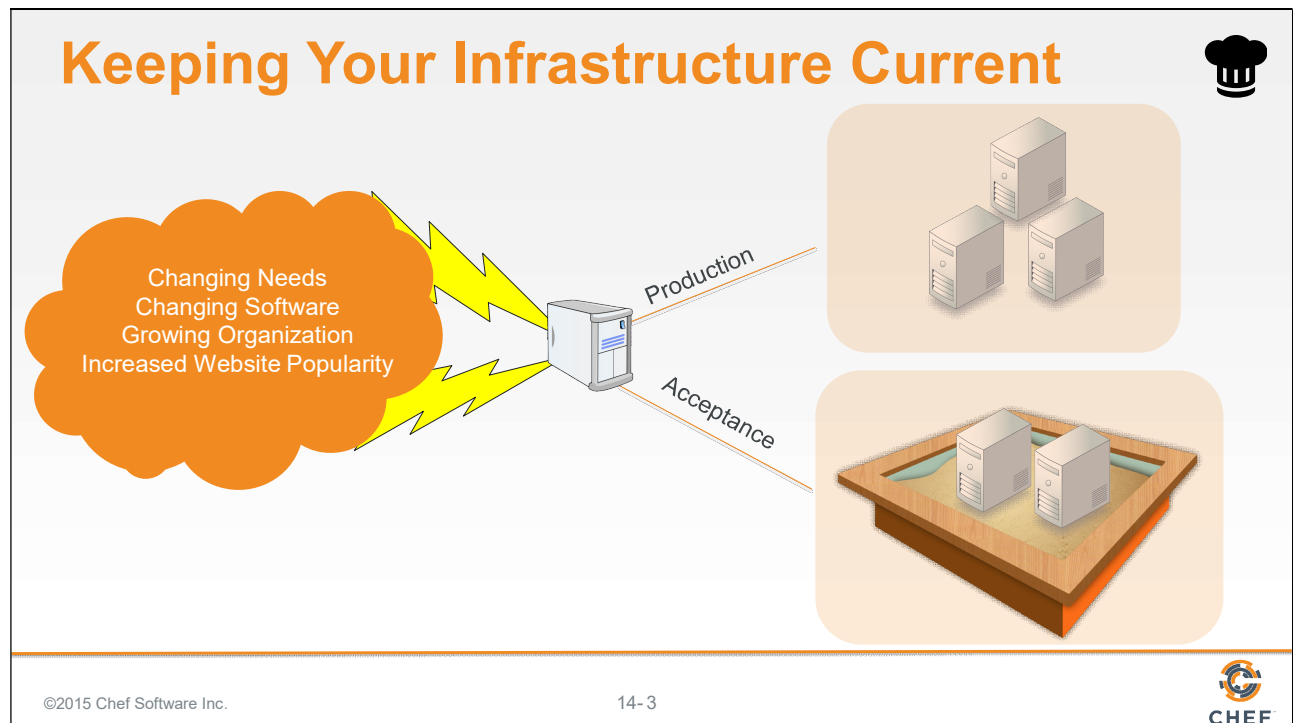 Keeping Your Infrastructure Current
Changing Needs
Changing Software
Growing Organization
Increased Website Popularity
Production
Acceptance
©2015 Chef Software Inc.
14- 3
CHEF